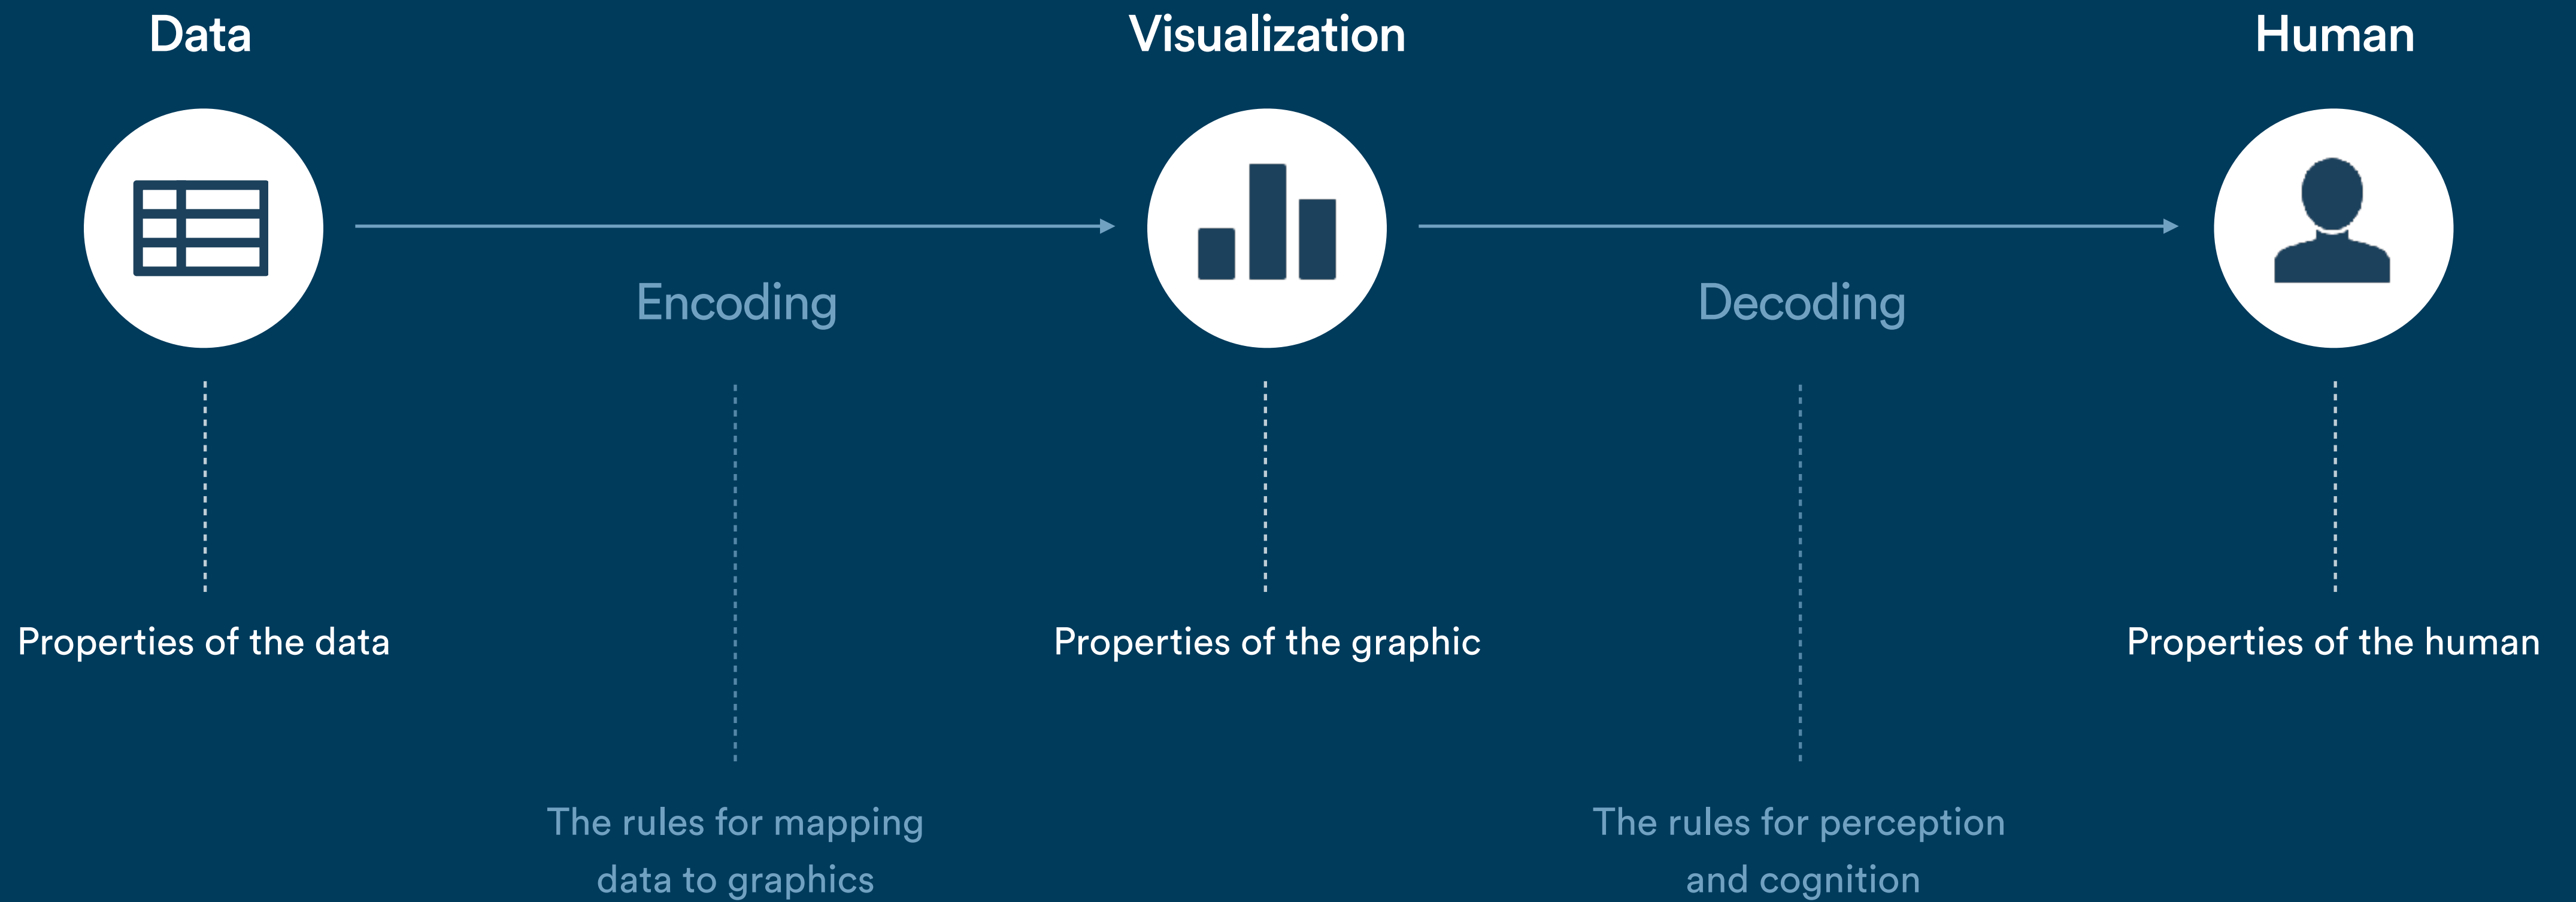 Data
Visualization
Human
Encoding
Decoding
Properties of the data
Properties of the graphic
Properties of the human
The rules for mapping
data to graphics
The rules for perception
and cognition